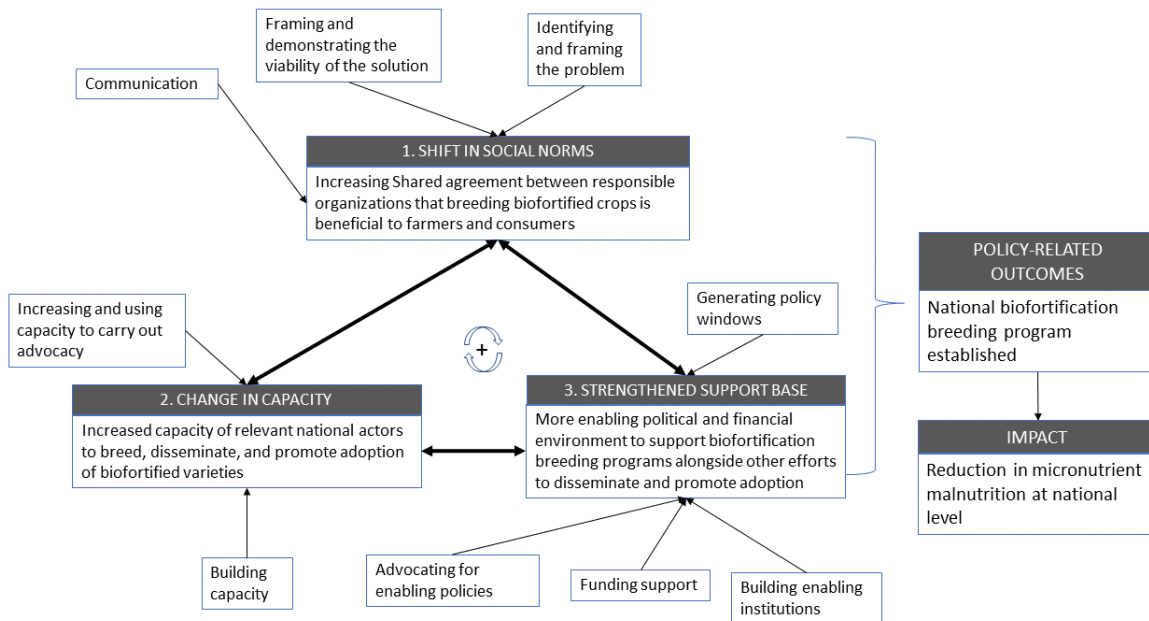 Framing and
demonstrating the
viability of the solution
Identifying
and framing
the problem
Communication
1. SHIFT IN SOCIAL NORMS
Increasing Shared agreement between responsible
organizations that breeding biofortified crops is
beneficial to farmers and consumers
POLICY-RELATED
OUTCOMES
National biofortification
breeding program
established
Increasing and using
capacity to carry out
advocacy
Generating policy
windows
+
2. CHANGE IN CAPACITY
Increased capacity of relevant national actors
to breed, disseminate, and promote adoption
of biofortified varieties
3. STRENGTHENED SUPPORT BASE
More enabling political and financial
environment to support biofortification
breeding programs alongside other efforts
to disseminate and promote adoption
IMPACT
Reduction in micronutrient
malnutrition at national
level
Building
capacity
Advocating for
enabling policies
Funding support
Building enabling
institutions